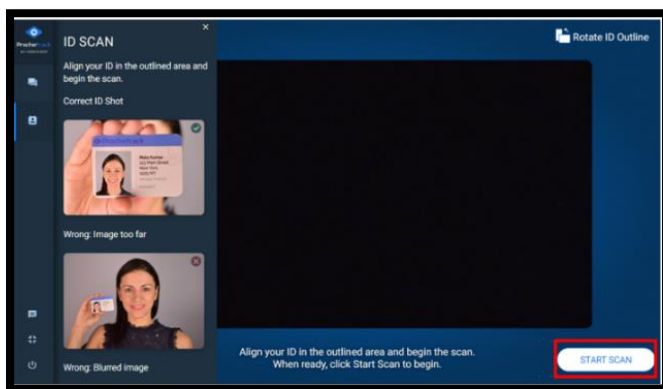 Proctortrack
ID SCAN
×
Align your ID in the outlined area and
begin the scan.
Correct ID Shot
Proctortrack
Wrong: Image too far
Wrong: Blurred image
Rotate ID Outline
Align your ID in the outlined area and begin the scan.
When ready, click Start Scan to begin.
START SCAN